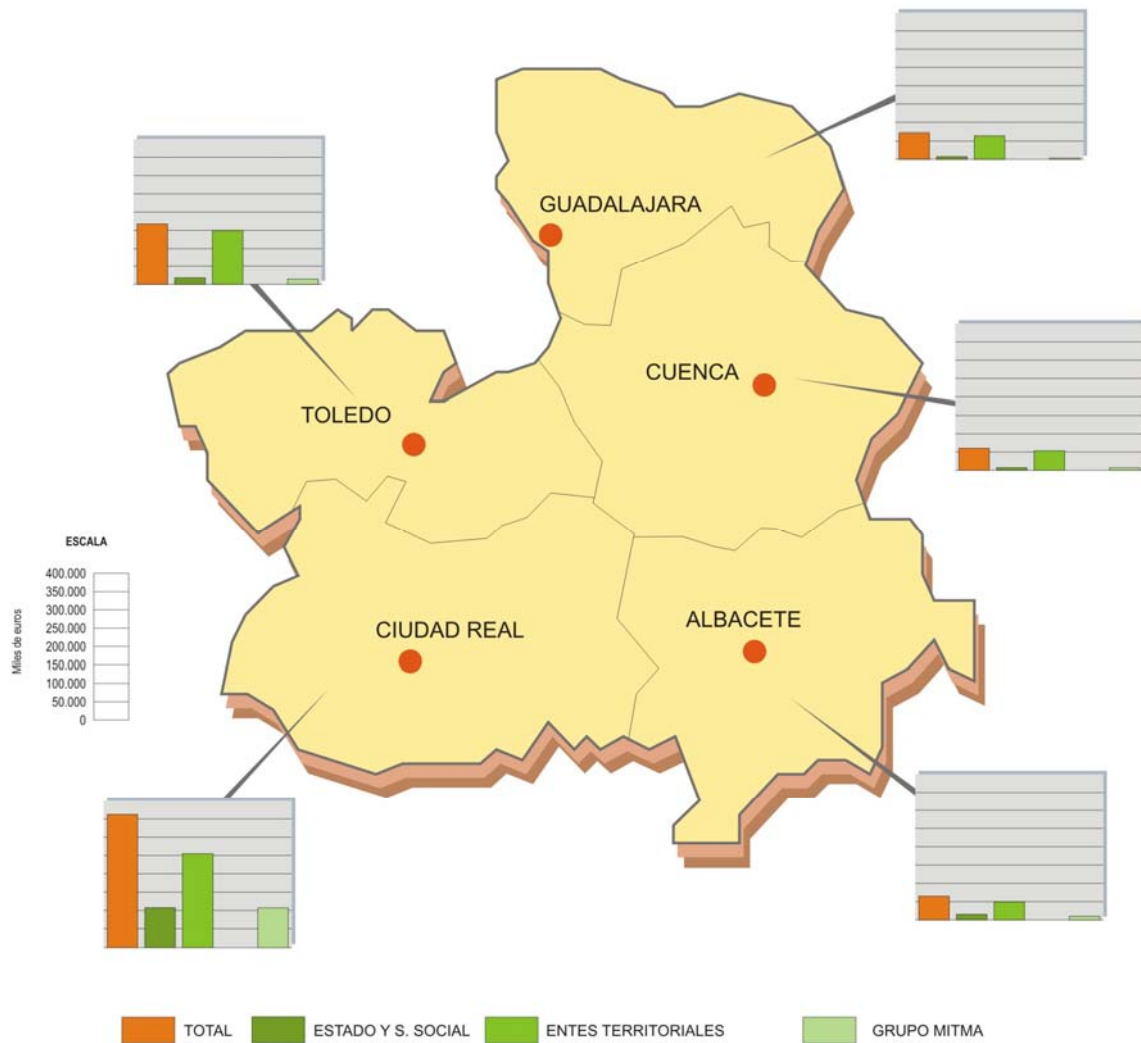 GUADALAJARA
CUENCA
TOLEDO
ESCALA
Miles de euros
400.000
350.000
300.000
250.000
200.000
150.000
100.000
50.000
0
CIUDAD REAL
ALBACETE
TOTAL
ESTADO Y S. SOCIAL
ENTES TERRITORIALES
GRUPO MITMA